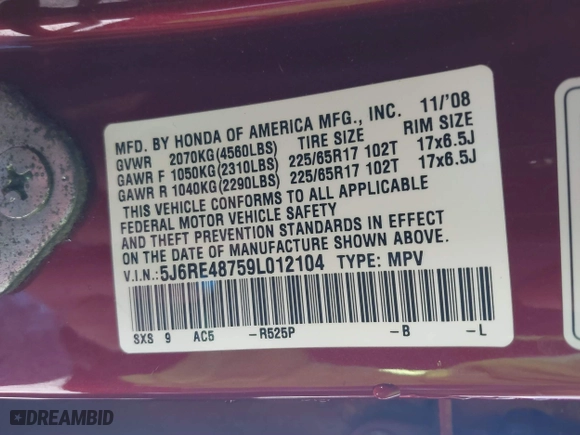 MFD. BY HONDA OF AMERICA MFG., INC. 11/'08
GVWR 2070KG(4560LBS) TIRE SIZE RIM SIZE
GAWR F 1050KG(2310LBS) 225/65R17 102T 17x6.5J
GAWR R 1040KG(2290LBS) 225/65R17 102T 17x6.5J
THIS VEHICLE CONFORMS TO ALL APPLICABLE
FEDERAL MOTOR VEHICLE SAFETY
AND THEFT PREVENTION STANDARDS IN EFFECT
ON THE DATE OF MANUFACTURE SHOWN ABOVE.
V.I.N.:5J6RE48759L012104 TYPE: MPV
SXS 9 AC5 -R525P -B -L
DREAMBID